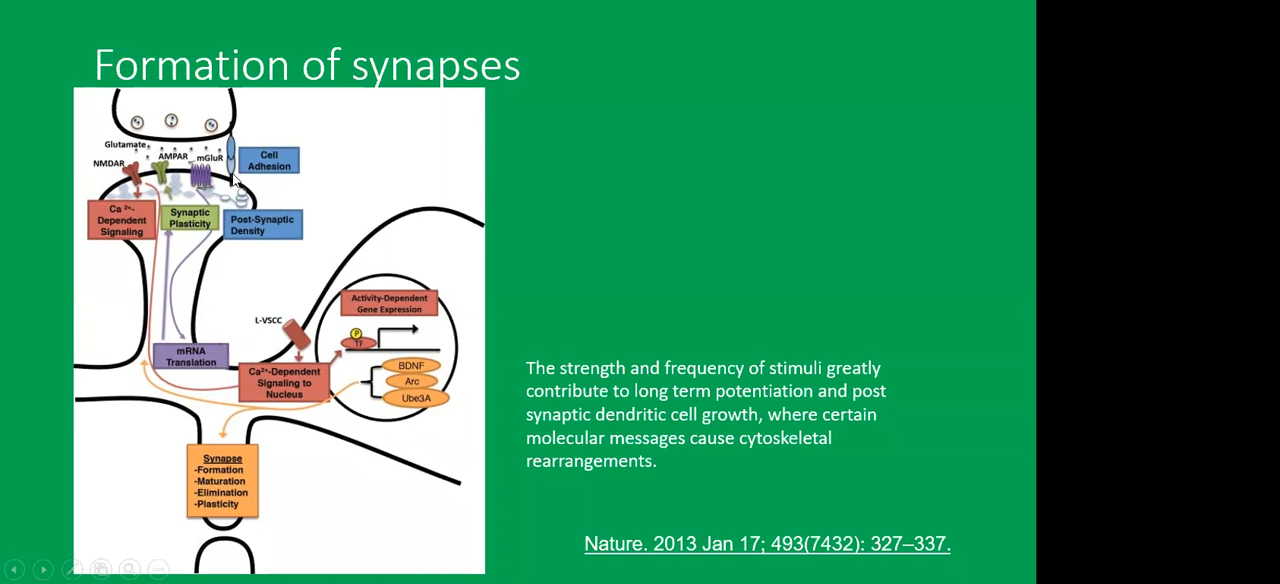 Formation of synapses
Glutamate
NMDAR
AMPAR
mGluR
Cell
Adhesion
Ca 2+-
Dependent
Signaling
Synaptic
Plasticity
Post-Synaptic
Density
L-VSCC
Activity-Dependent
Gene Expression
P
TF
mRNA
Translation
Ca2+-Dependent
Signaling to
Nucleus
BDNF
Arc
Ube3A
Synapse
-Formation
-Maturation
-Elimination
-Plasticity
The strength and frequency of stimuli greatly
contribute to long term potentiation and post
synaptic dendritic cell growth, where certain
molecular messages cause cytoskeletal
rearrangements.
Nature. 2013 Jan 17; 493(7432): 327–337.